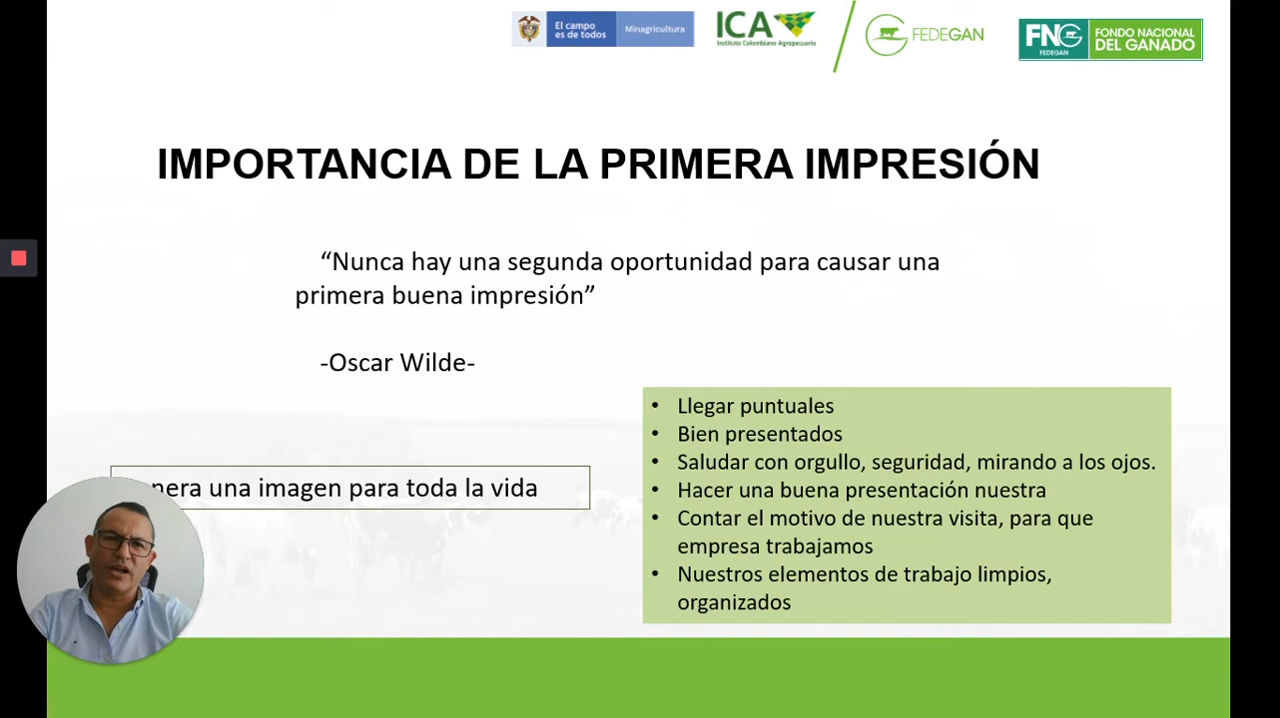 El campo
es de todos
Minagricultura
ICA
Instituto Colombiano Agropecuario
FEDEGAN
FNG
FEDEGAN
FONDO NACIONAL
DEL GANADO
IMPORTANCIA DE LA PRIMERA IMPRESIÓN
“Nunca hay una segunda oportunidad para causar una
primera buena impresión”
-Oscar Wilde-
una imagen para toda la vida
• Llegar puntuales
• Bien presentados
• Saludar con orgullo, seguridad, mirando a los ojos.
• Hacer una buena presentación nuestra
• Contar el motivo de nuestra visita, para que
empresa trabajamos
• Nuestros elementos de trabajo limpios,
organizados